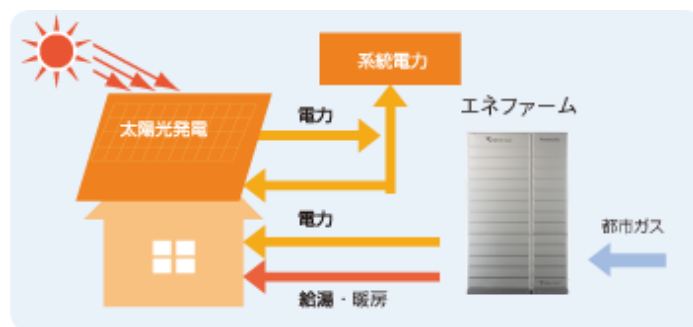 系統電力
エネファーム
電力
太陽光発電
電力
都市ガス
給湯・暖房